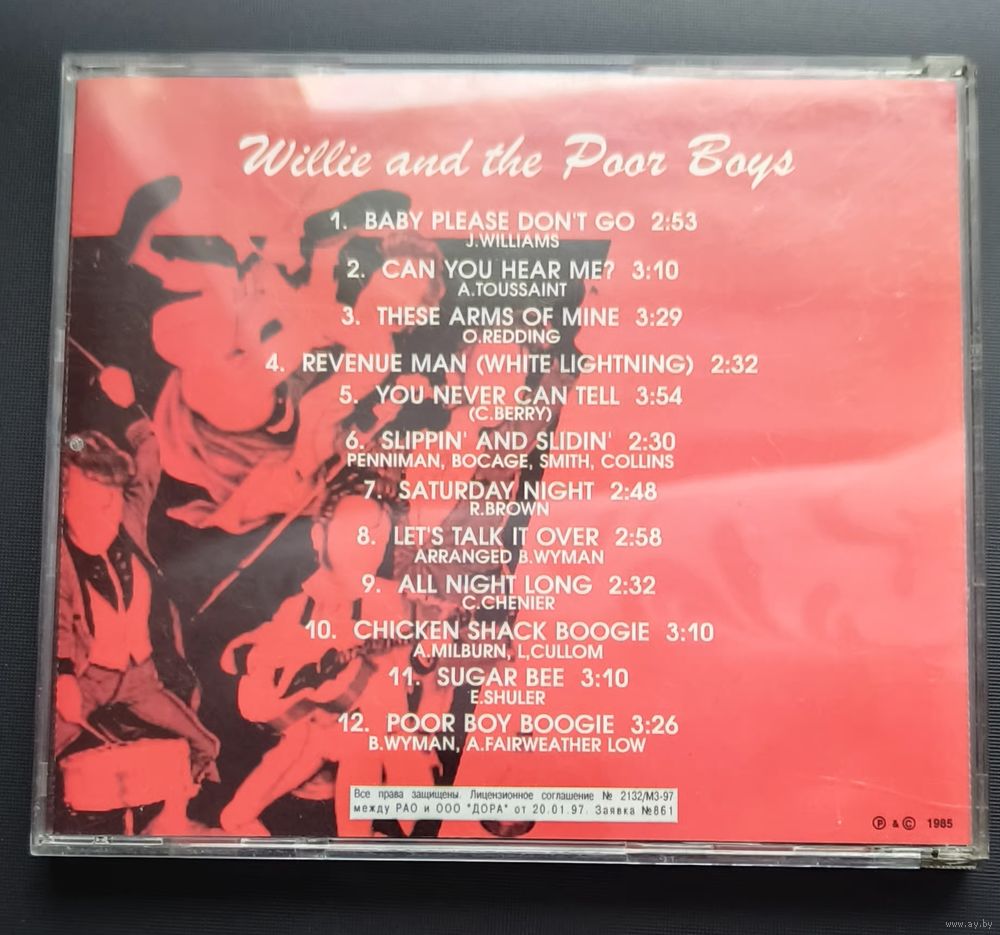 Willie and the Poor Boys
1. BABY PLEASE DON'T GO 2:53
J.WILLIAMS
2. CAN YOU HEAR ME? 3:10
A.TOUSSAINT
3. THESE ARMS OF MINE 3:29
O.REDDING
4. REVENUE MAN (WHITE LIGHTNING) 2:32
5. YOU NEVER CAN TELL 3:54
(C.BERRY)
6. SLIPPIN' AND SLIDIN' 2:30
PENNIMAN, BOCAGE, SMITH, COLLINS
7. SATURDAY NIGHT 2:48
R.BROWN
8. LET'S TALK IT OVER 2:58
ARRANGED B.WYMAN
9. ALL NIGHT LONG 2:32
C.CHENIER
10. CHICKEN SHACK BOOGIE 3:10
A.MILBURN, L,CULLOM
11. SUGAR BEE 3:10
E.SHULER
12. POOR BOY BOOGIE 3:26
B.WYMAN, A.FAIRWEATHER LOW
Все права защищены. Лицензионное соглашение № 2132/МЗ-97
между РАО и ООО "ДОРА" от 20.01.97. Заявка №861
℗ & © 1985
www.ay.by